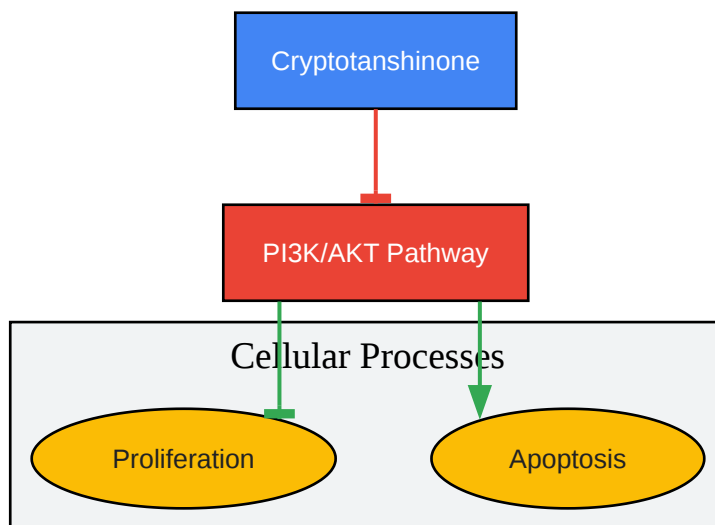 Cryptotanshinone
PI3K/AKT Pathway
Cellular Processes
Proliferation
Apoptosis